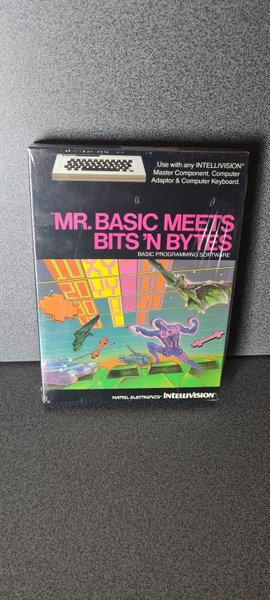 Use with any INTELLIVISION®
Master Component, Computer
Adaptor & Computer Keyboard.
MR. BASIC MEETS
BITS 'N BYTES
BASIC PROGRAMMING SOFTWARE
MATTEL ELECTRONICS® INTELLIVISION